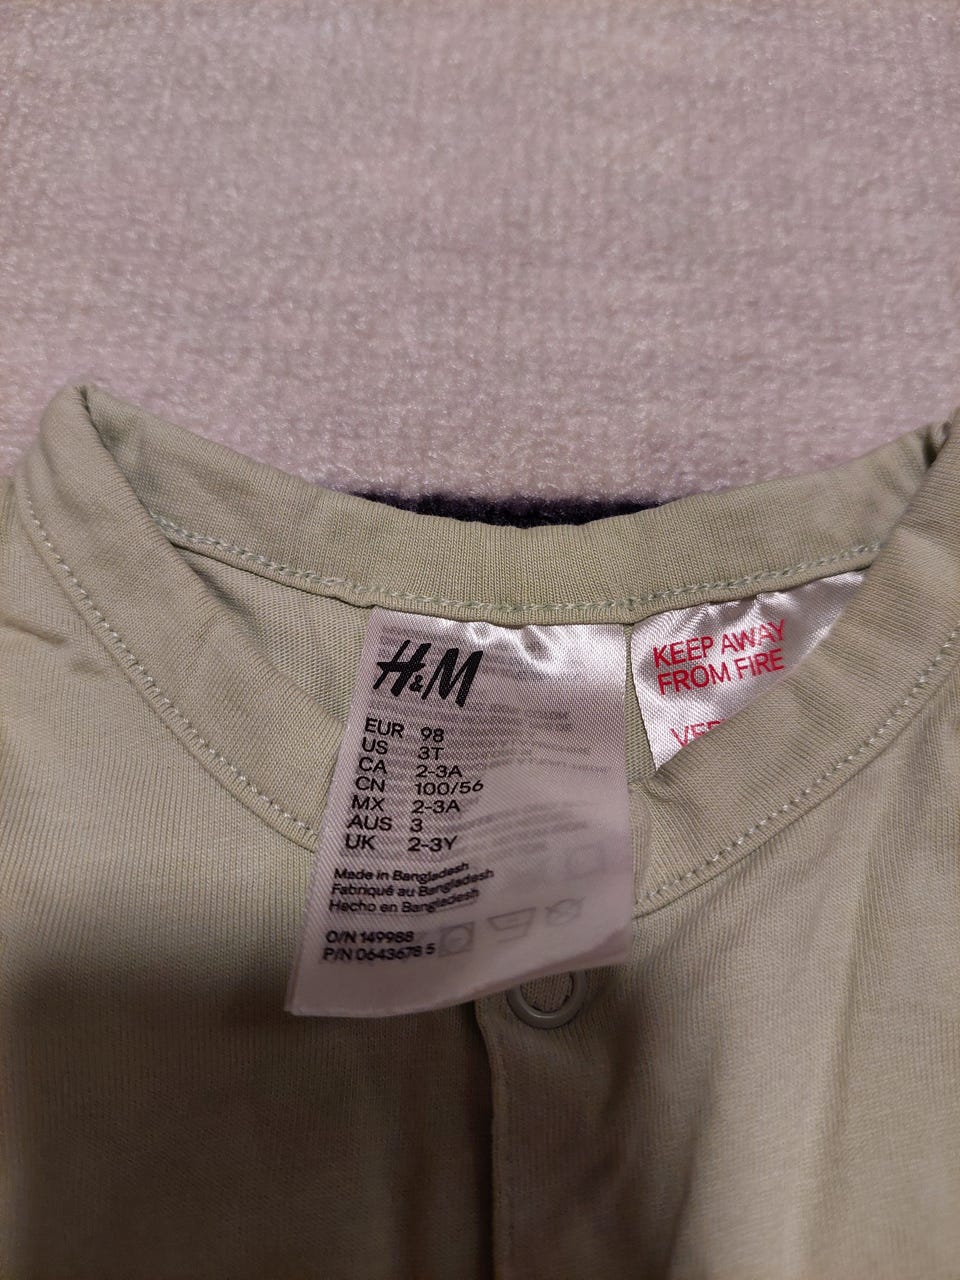 H&M
EUR 98
US 3T
CA 2-3A
CN 100/56
MX 2-3A
AUS 3
UK 2-3Y
Made in Bangladesh
Fabriqué au Bangladesh
Hecho en Bangladesh
O/N 149988
P/N 0643678 5
KEEP AWAY
FROM FIRE